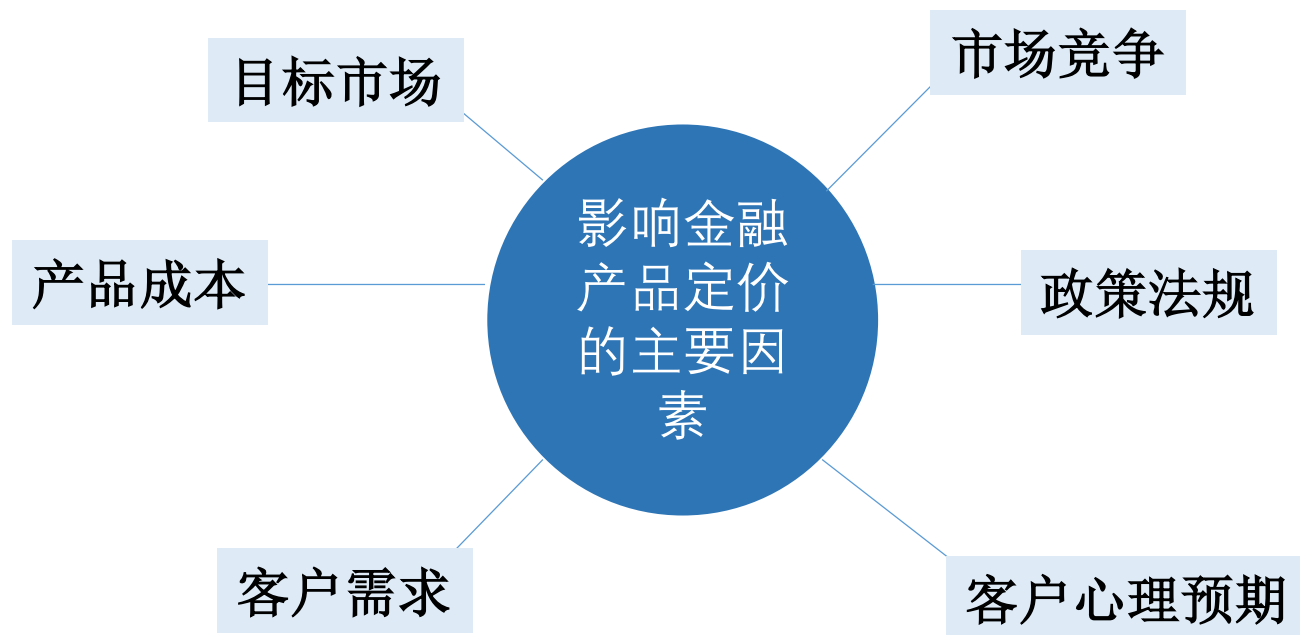 目标市场
市场竞争
影响金融
产品定价
的主要因
素
产品成本
政策法规
客户需求
客户心理预期